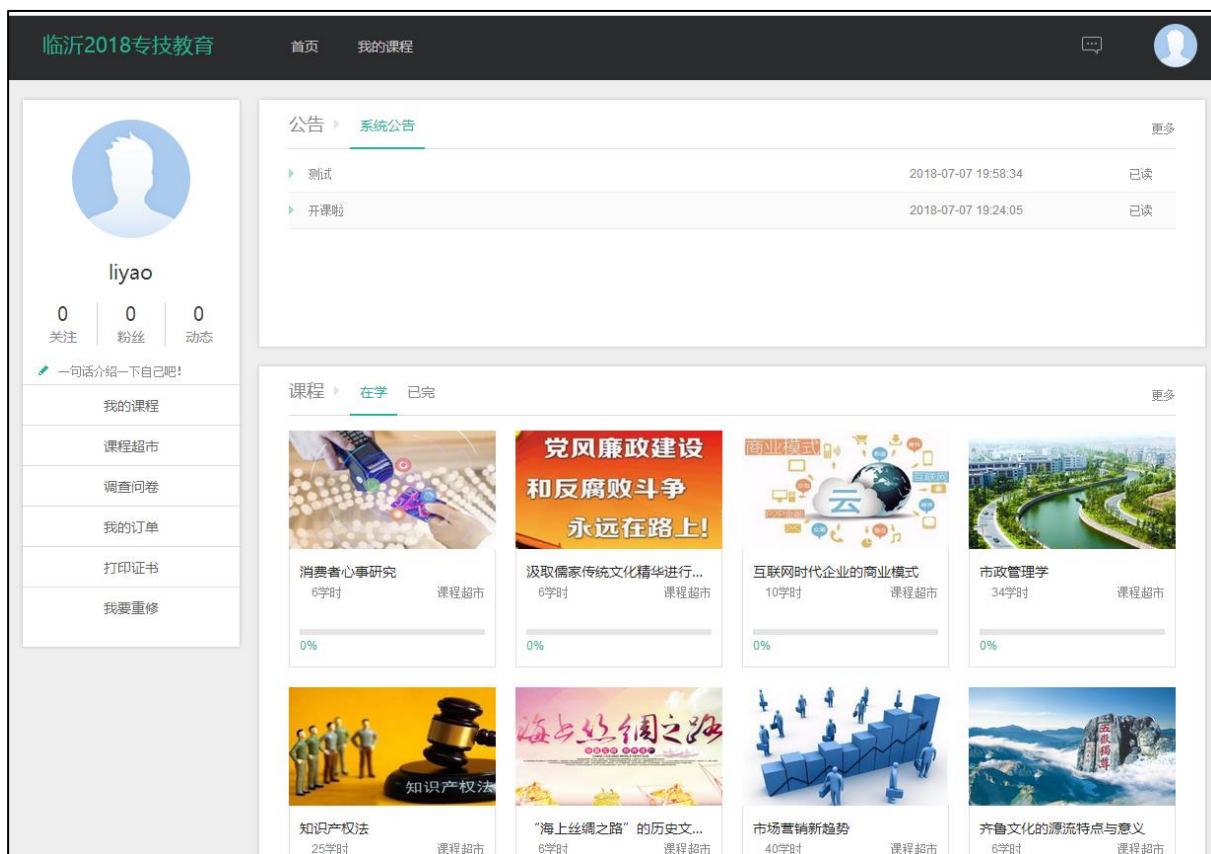 临沂2018专技教育 首页 我的课程
公告 系统公告 更多
测试 2018-07-07 19:58:34 已读
开课啦 2018-07-07 19:24:05 已读
liyao
0 0 0
关注 粉丝 动态
一句话介绍一下自己吧!
我的课程
课程超市
调查问卷
我的订单
打印证书
我要重修
课程 在学 已完 更多
党风廉政建设
和反腐败斗争
永远在路上!
商业模式
互联网
云
消费者心事研究 汲取儒家传统文化精华进行... 互联网时代企业的商业模式 市政管理学
6学时 课程超市 6学时 课程超市 10学时 课程超市 34学时 课程超市
0% 0% 0% 0%
知识产权法
海上丝绸之路
五岳独尊
知识产权法 “海上丝绸之路”的历史文... 市场营销新趋势 齐鲁文化的源流特点与意义
25学时 课程超市 6学时 课程超市 40学时 课程超市 6学时 课程超市